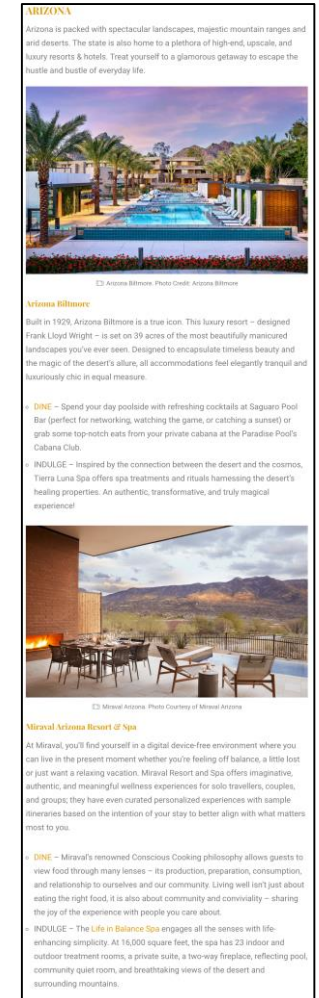 ARIZONA
Arizona is packed with spectacular landscapes, majestic mountain ranges and
arid deserts. The state is also home to a plethora of high-end, upscale, and
luxury resorts & hotels. Treat yourself to a glamorous getaway to escape the
hustle and bustle of everyday life.
Arizona Biltmore. Photo Credit: Arizona Biltmore
Arizona Biltmore
Built in 1929, Arizona Biltmore is a true icon. This luxury resort – designed
Frank Lloyd Wright – is set on 39 acres of the most beautifully manicured
landscapes you've ever seen. Designed to encapsulate timeless beauty and
the magic of the desert's allure, all accommodations feel elegantly tranquil and
luxuriously chic in equal measure.
DINE – Spend your day poolside with refreshing cocktails at Saguaro Pool
Bar (perfect for networking, watching the game, or catching a sunset) or
grab some top-notch eats from your private cabana at the Paradise Pool's
Cabana Club.
INDULGE – Inspired by the connection between the desert and the cosmos,
Tierra Luna Spa offers spa treatments and rituals harnessing the desert's
healing properties. An authentic, transformative, and truly magical
experience!
Miraval Arizona. Photo Courtesy of Miraval Arizona
Miraval Arizona Resort & Spa
At Miraval, you'll find yourself in a digital device-free environment where you
can live in the present moment whether you're feeling off balance, a little lost
or just want a relaxing vacation. Miraval Resort and Spa offers imaginative,
authentic, and meaningful wellness experiences for solo travellers, couples,
and groups; they have even curated personalized experiences with sample
itineraries based on the intention of your stay to better align with what matters
most to you.
DINE – Miraval's renowned Conscious Cooking philosophy allows guests to
view food through many lenses – its production, preparation, consumption,
and relationship to ourselves and our community. Living well isn't just about
eating the right food, it is also about community and conviviality – sharing
the joy of the experience with people you care about.
INDULGE – The Life in Balance Spa engages all the senses with life-
enhancing simplicity. At 16,000 square feet, the spa has 23 indoor and
outdoor treatment rooms, a private suite, a two-way fireplace, reflecting pool,
community quiet room, and breathtaking views of the desert and
surrounding mountains.